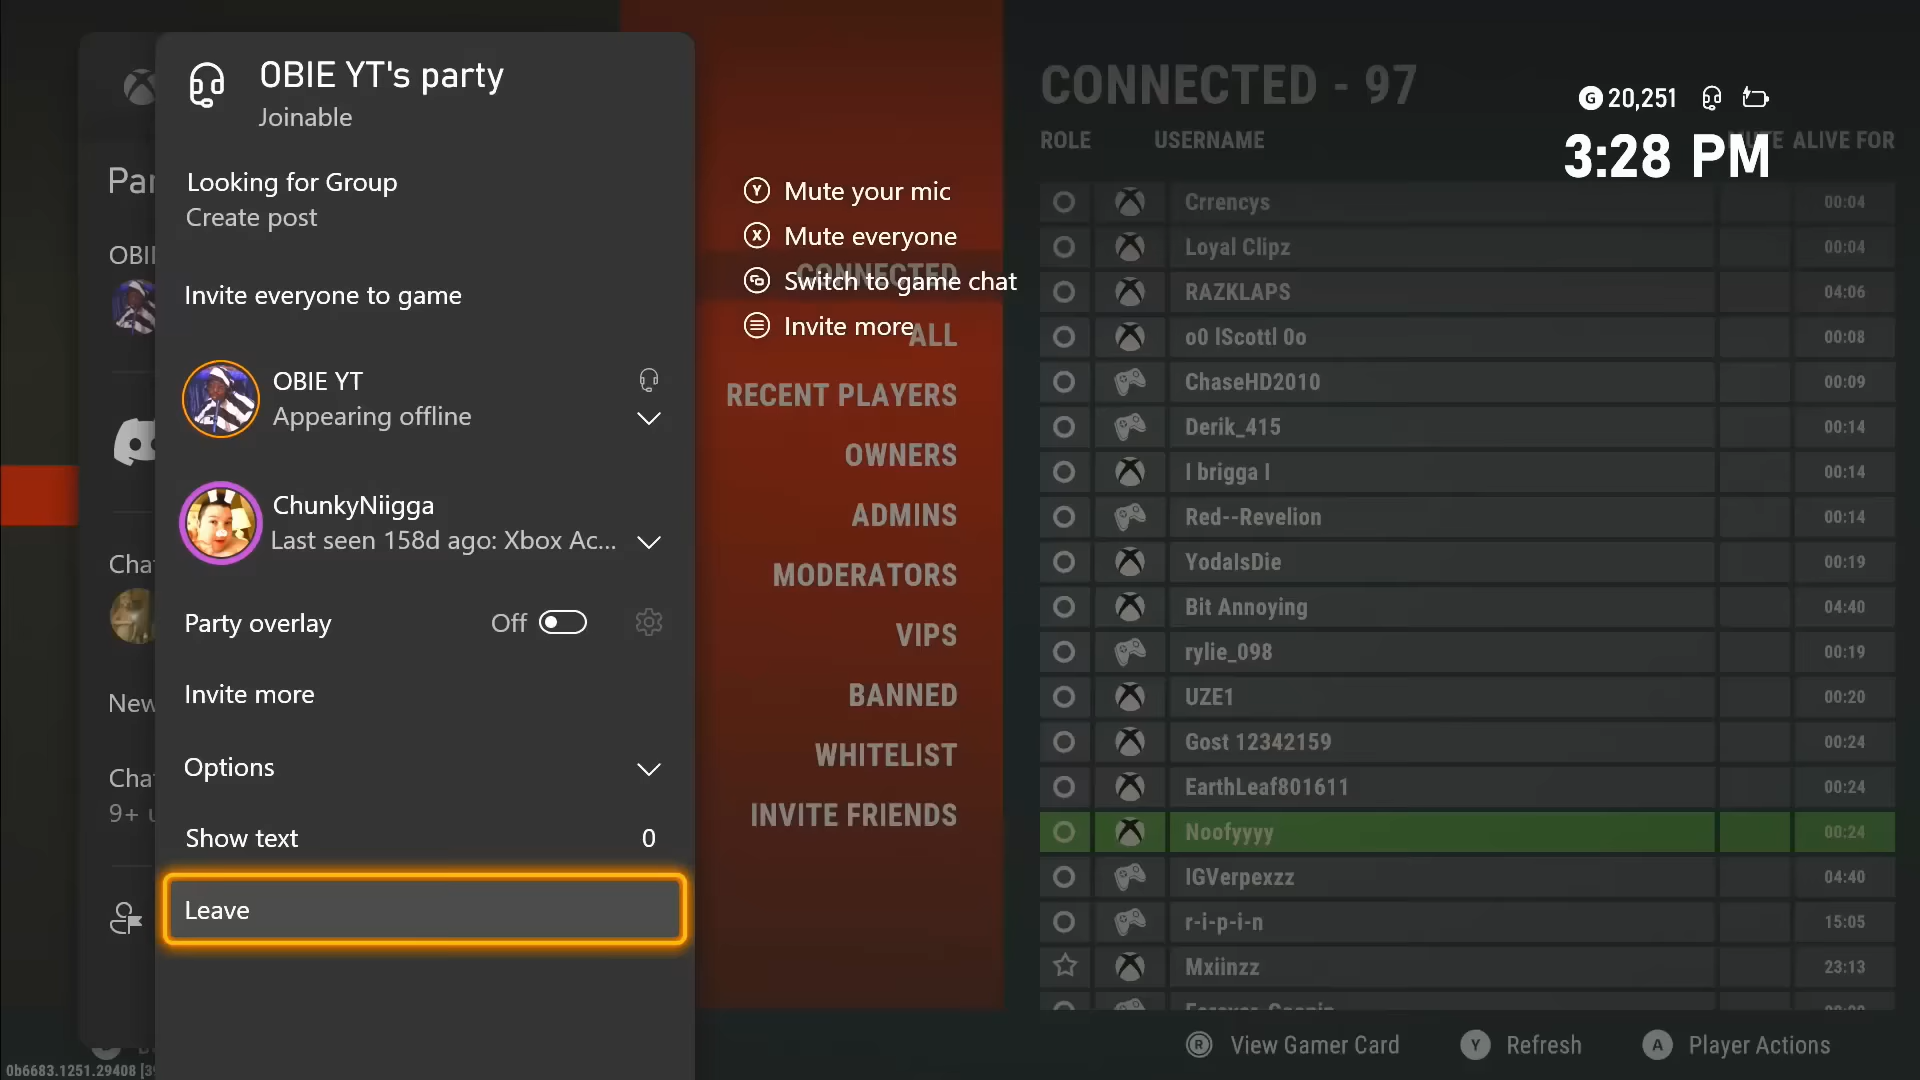 OBIE YT's party
Joinable
Looking for Group
Create post
Invite everyone to game
OBIE YT
Appearing offline
ChunkyNiigga
Last seen 158d ago: Xbox Ac...
Party overlay
Off
Invite more
Options
Show text
0
Leave
Par
OBI
Cha
New
Cha
9+ u
0b6683.1251.29408 [39
Y Mute your mic
X Mute everyone
Switch to game chat
Invite more
CONNECTED
ALL
RECENT PLAYERS
OWNERS
ADMINS
MODERATORS
VIPS
BANNED
WHITELIST
INVITE FRIENDS
CONNECTED - 97
G 20,251
3:28 PM
ROLE USERNAME MUTE ALIVE FOR
Crrencys 00:04
Loyal Clipz 00:04
RAZKLAPS 04:06
o0 lScottl 0o 00:08
ChaseHD2010 00:09
Derik_415 00:14
I brigga I 00:14
Red--Revelion 00:14
YodaIsDie 00:19
Bit Annoying 04:40
rylie_098 00:19
UZE1 00:20
Gost 12342159 00:24
EarthLeaf801611 00:24
Noofyyyy 00:24
IGVerpexzz 04:40
r-i-p-i-n 15:05
Mxiinzz 23:13
R View Gamer Card
Y Refresh
A Player Actions